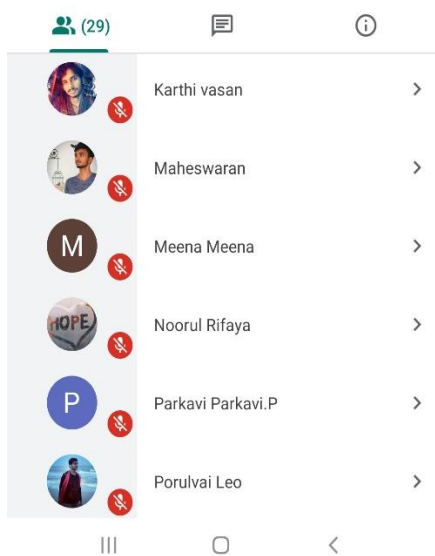 (29)
Karthi vasan
Maheswaran
M
Meena Meena
HOPE
Noorul Rifaya
P
Parkavi Parkavi.P
Porulvai Leo